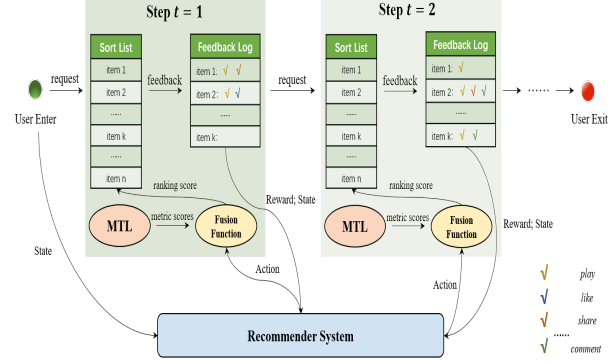 Step t = 1
Step t = 2
User Enter
request
Sort List
item 1
item 2
......
item k
......
item n
feedback
Feedback Log
item 1: √ √
item 2: √ √
......
item k:
ranking score
MTL
metric scores
Fusion
Function
request
Sort List
item 1
item 2
......
item k
......
item n
feedback
Feedback Log
item 1: √
item 2: √ √ √
......
item k: √ √
ranking score
MTL
metric scores
Fusion
Function
......
User Exit
State
Action
Reward; State
Action
Reward; State
Recommender System
√ play
√ like
√ share
......
√ comment